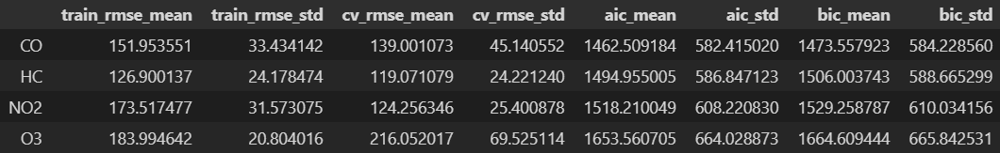 train_rmse_mean train_rmse_std cv_rmse_mean cv_rmse_std aic_mean aic_std bic_mean bic_std
CO 151.953551 33.434142 139.001073 45.140552 1462.509184 582.415020 1473.557923 584.228560
HC 126.900137 24.178474 119.071079 24.221240 1494.955005 586.847123 1506.003743 588.665299
NO2 173.517477 31.573075 124.256346 25.400878 1518.210049 608.220830 1529.258787 610.034156
O3 183.994642 20.804016 216.052017 69.525114 1653.560705 664.028873 1664.609444 665.842531